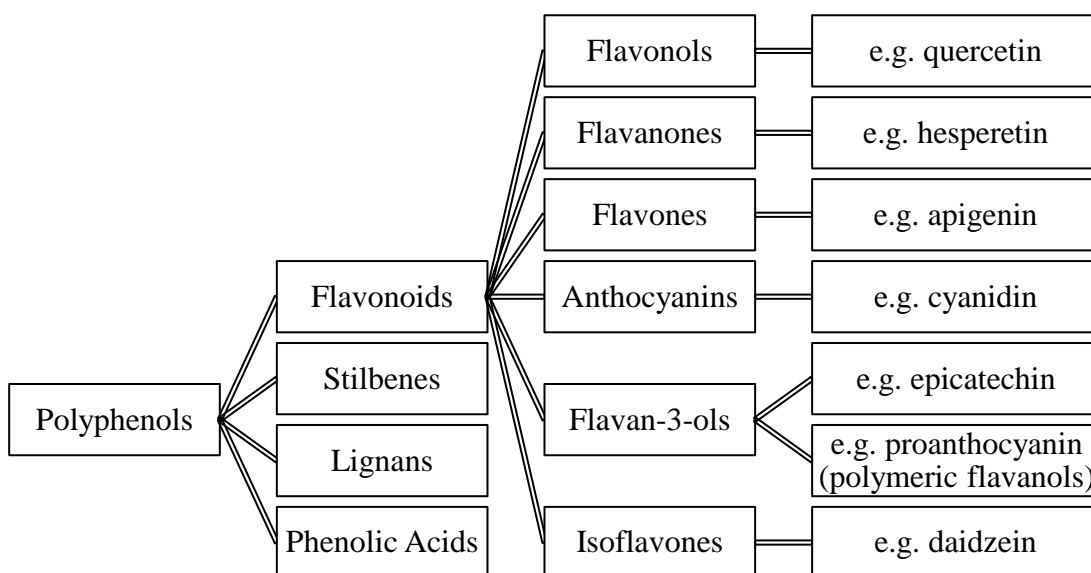 Flavonols
e.g. quercetin
Flavanones
e.g. hesperetin
Flavones
e.g. apigenin
Flavonoids
Anthocyanins
e.g. cyanidin
Stilbenes
e.g. epicatechin
Polyphenols
Flavan-3-ols
Lignans
e.g. proanthocyanin
(polymeric flavanols)
Phenolic Acids
Isoflavones
e.g. daidzein